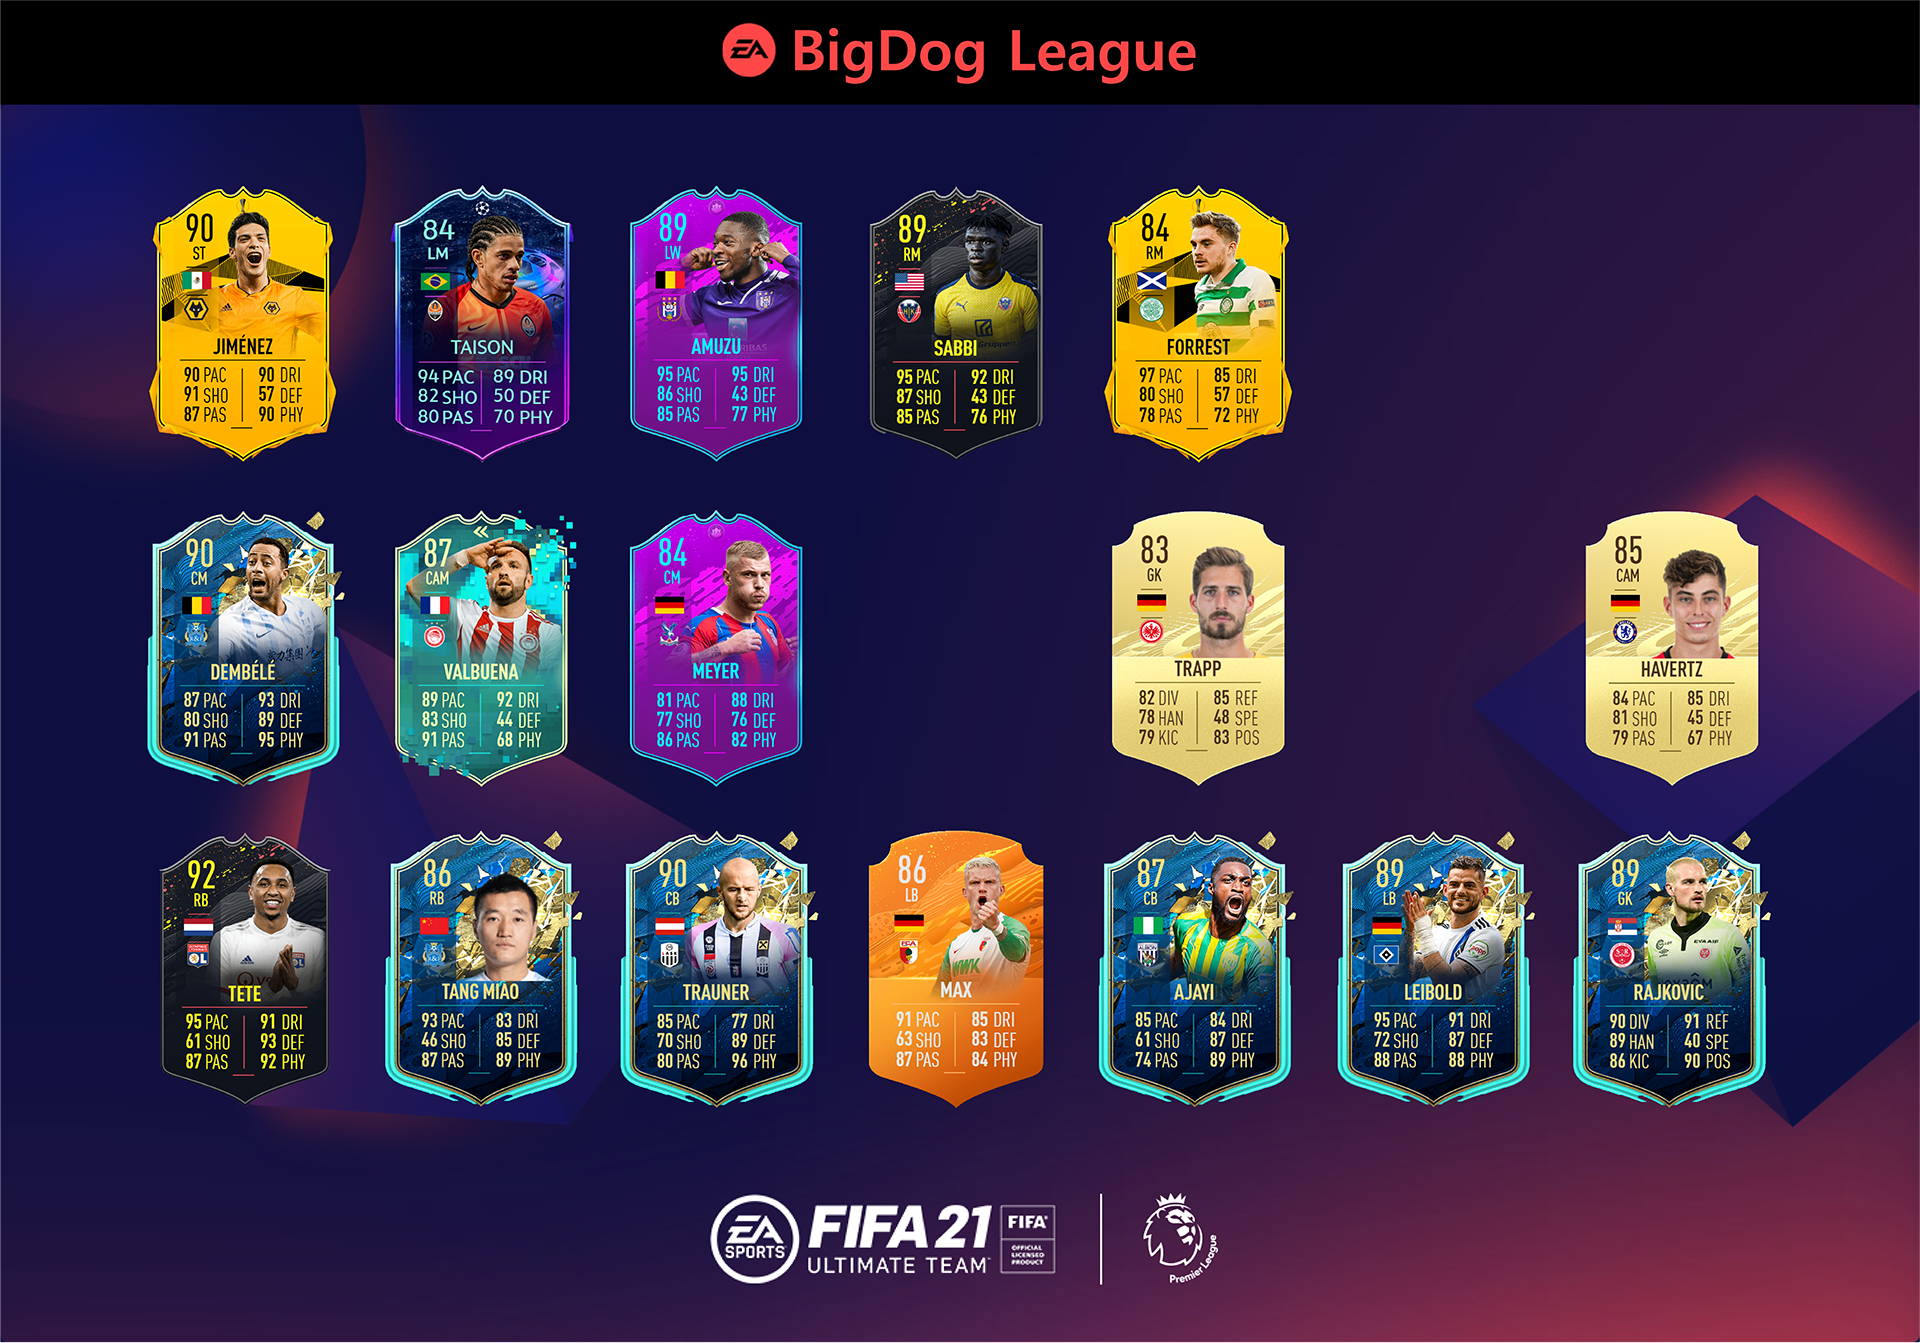 EA BigDog League
90
ST
JIMÉNEZ
90 PAC 90 DRI
91 SHO 57 DEF
87 PAS 90 PHY
84
LM
TAISON
94 PAC 89 DRI
82 SHO 50 DEF
80 PAS 70 PHY
89
LW
AMUZU
95 PAC 95 DRI
86 SHO 43 DEF
85 PAS 77 PHY
89
RM
SABBI
95 PAC 92 DRI
87 SHO 43 DEF
85 PAS 76 PHY
84
RM
FORREST
97 PAC 85 DRI
80 SHO 57 DEF
78 PAS 72 PHY
90
CM
DEMBÉLÉ
87 PAC 93 DRI
80 SHO 89 DEF
91 PAS 95 PHY
87
CAM
VALBUENA
89 PAC 92 DRI
83 SHO 44 DEF
91 PAS 68 PHY
84
CM
MEYER
81 PAC 88 DRI
77 SHO 76 DEF
86 PAS 82 PHY
83
GK
TRAPP
82 DIV 85 REF
78 HAN 48 SPE
79 KIC 83 POS
85
CAM
HAVERTZ
84 PAC 85 DRI
81 SHO 45 DEF
79 PAS 67 PHY
92
RB
TETE
95 PAC 91 DRI
61 SHO 93 DEF
87 PAS 92 PHY
86
RB
TANG MIAO
93 PAC 83 DRI
46 SHO 85 DEF
87 PAS 89 PHY
90
CB
TRAUNER
85 PAC 77 DRI
70 SHO 89 DEF
80 PAS 96 PHY
86
LB
WWK
MAX
91 PAC 85 DRI
63 SHO 83 DEF
87 PAS 84 PHY
87
CB
AJAYI
85 PAC 84 DRI
61 SHO 87 DEF
74 PAS 89 PHY
89
LB
LEIBOLD
95 PAC 91 DRI
72 SHO 87 DEF
88 PAS 88 PHY
89
GK
RAJKOVIĆ
90 DIV 91 REF
89 HAN 40 SPE
86 KIC 90 POS
EA SPORTS
FIFA 21
ULTIMATE TEAM
FIFA
OFFICIAL
LICENSED
PRODUCT
Premier League